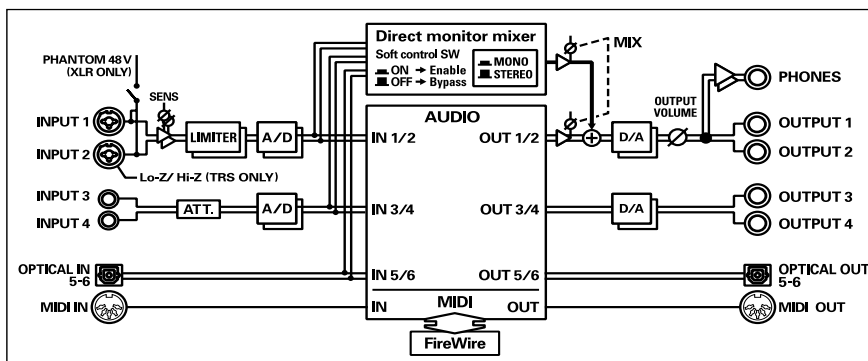 Direct monitor mixer
Soft control SW
ON → Enable
OFF → Bypass
MONO
STEREO
MIX
PHANTOM 48V
(XLR ONLY)
SENS
INPUT 1
INPUT 2
LIMITER
A/D
Lo-Z/ Hi-Z (TRS ONLY)
INPUT 3
INPUT 4
ATT.
A/D
OPTICAL IN
5-6
MIDI IN
AUDIO
IN 1/2
OUT 1/2
IN 3/4
OUT 3/4
IN 5/6
OUT 5/6
IN
MIDI
OUT
FireWire
D/A
OUTPUT
VOLUME
PHONES
OUTPUT 1
OUTPUT 2
D/A
OUTPUT 3
OUTPUT 4
OPTICAL OUT
5-6
MIDI OUT